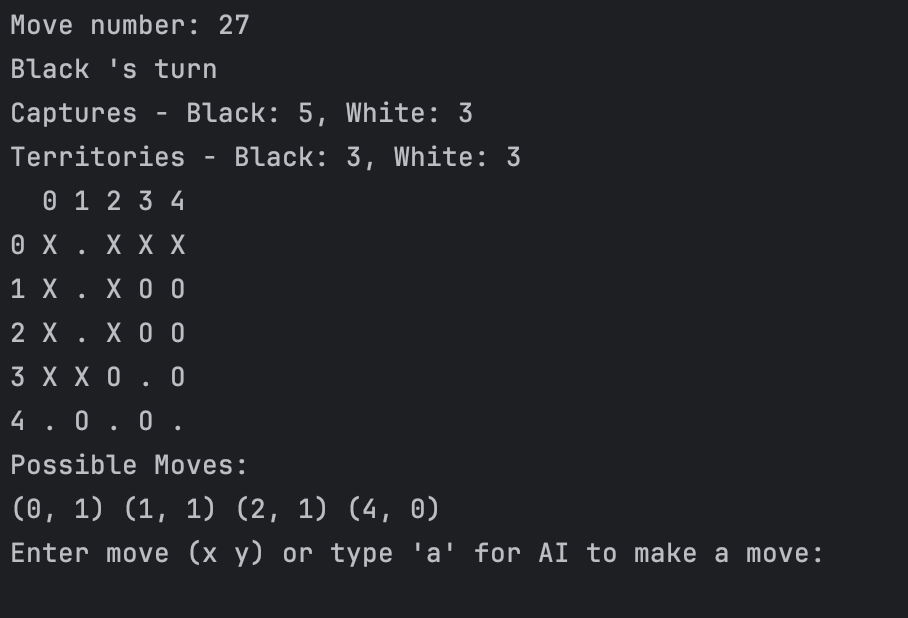 Move number: 27
Black 's turn
Captures - Black: 5, White: 3
Territories - Black: 3, White: 3
  0 1 2 3 4
0 X . X X X
1 X . X O O
2 X . X O O
3 X X O . O
4 . O . O .
Possible Moves:
(0, 1) (1, 1) (2, 1) (4, 0)
Enter move (x y) or type 'a' for AI to make a move: